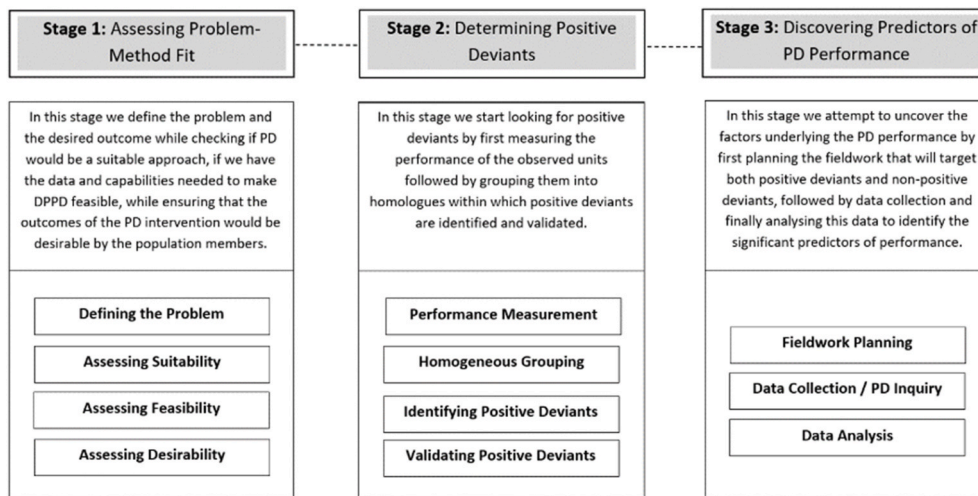 Stage 1: Assessing Problem-
Method Fit
In this stage we define the problem and
the desired outcome while checking if PD
would be a suitable approach, if we have
the data and capabilities needed to make
DPPD feasible, while ensuring that the
outcomes of the PD intervention would be
desirable by the population members.
Defining the Problem
Assessing Suitability
Assessing Feasibility
Assessing Desirability
Stage 2: Determining Positive
Deviants
In this stage we start looking for positive
deviants by first measuring the
performance of the observed units
followed by grouping them into
homologues within which positive deviants
are identified and validated.
Performance Measurement
Homogeneous Grouping
Identifying Positive Deviants
Validating Positive Deviants
Stage 3: Discovering Predictors of
PD Performance
In this stage we attempt to uncover the
factors underlying the PD performance by
first planning the fieldwork that will target
both positive deviants and non-positive
deviants, followed by data collection and
finally analysing this data to identify the
significant predictors of performance.
Fieldwork Planning
Data Collection / PD Inquiry
Data Analysis